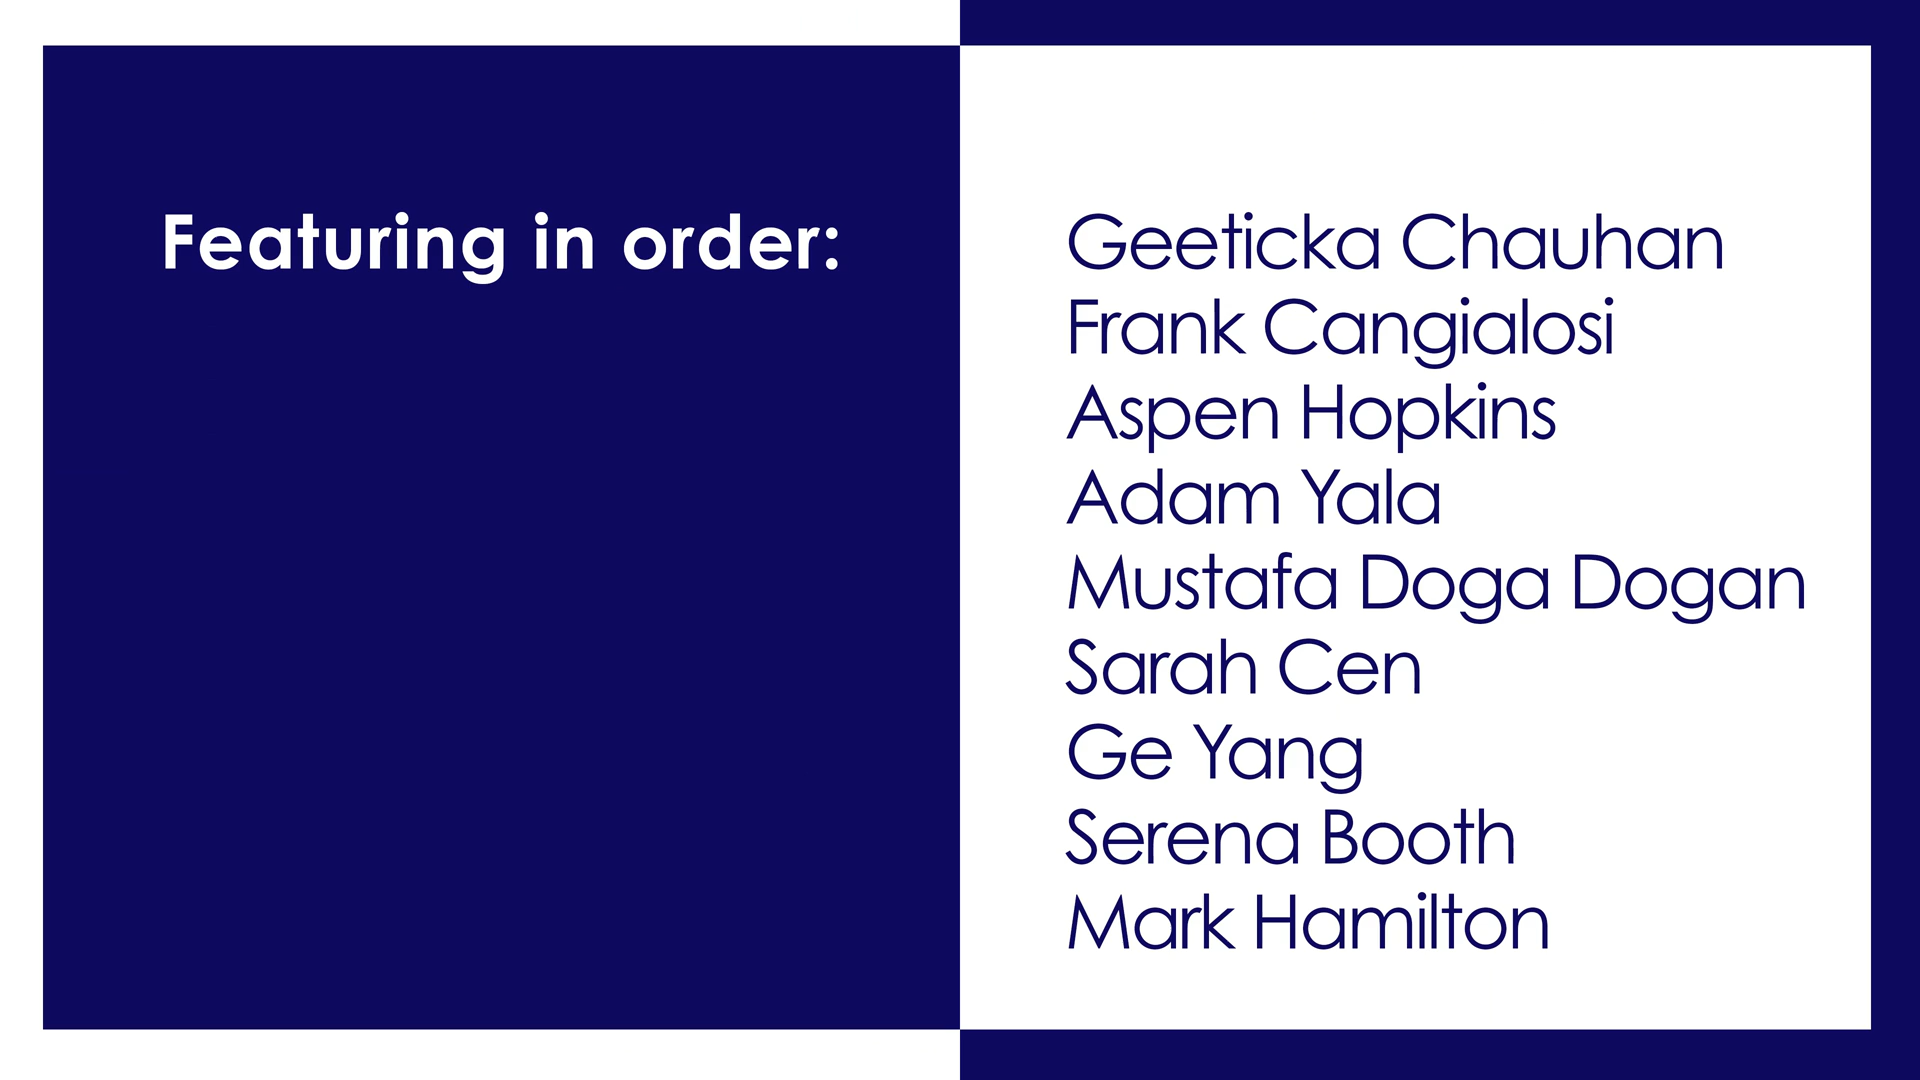 Featuring in order:
Geeticka Chauhan
Frank Cangialosi
Aspen Hopkins
Adam Yala
Mustafa Doga Dogan
Sarah Cen
Ge Yang
Serena Booth
Mark Hamilton